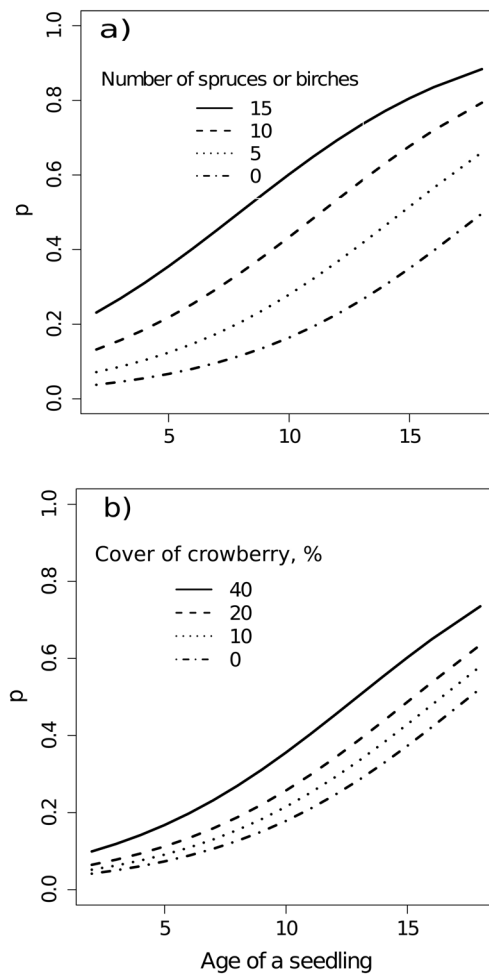 a)
Number of spruces or birches
15
10
5
0
p
1.0
0.8
0.6
0.4
0.2
0.0
5 10 15
b)
Cover of crowberry, %
40
20
10
0
p
1.0
0.8
0.6
0.4
0.2
0.0
5 10 15
Age of a seedling